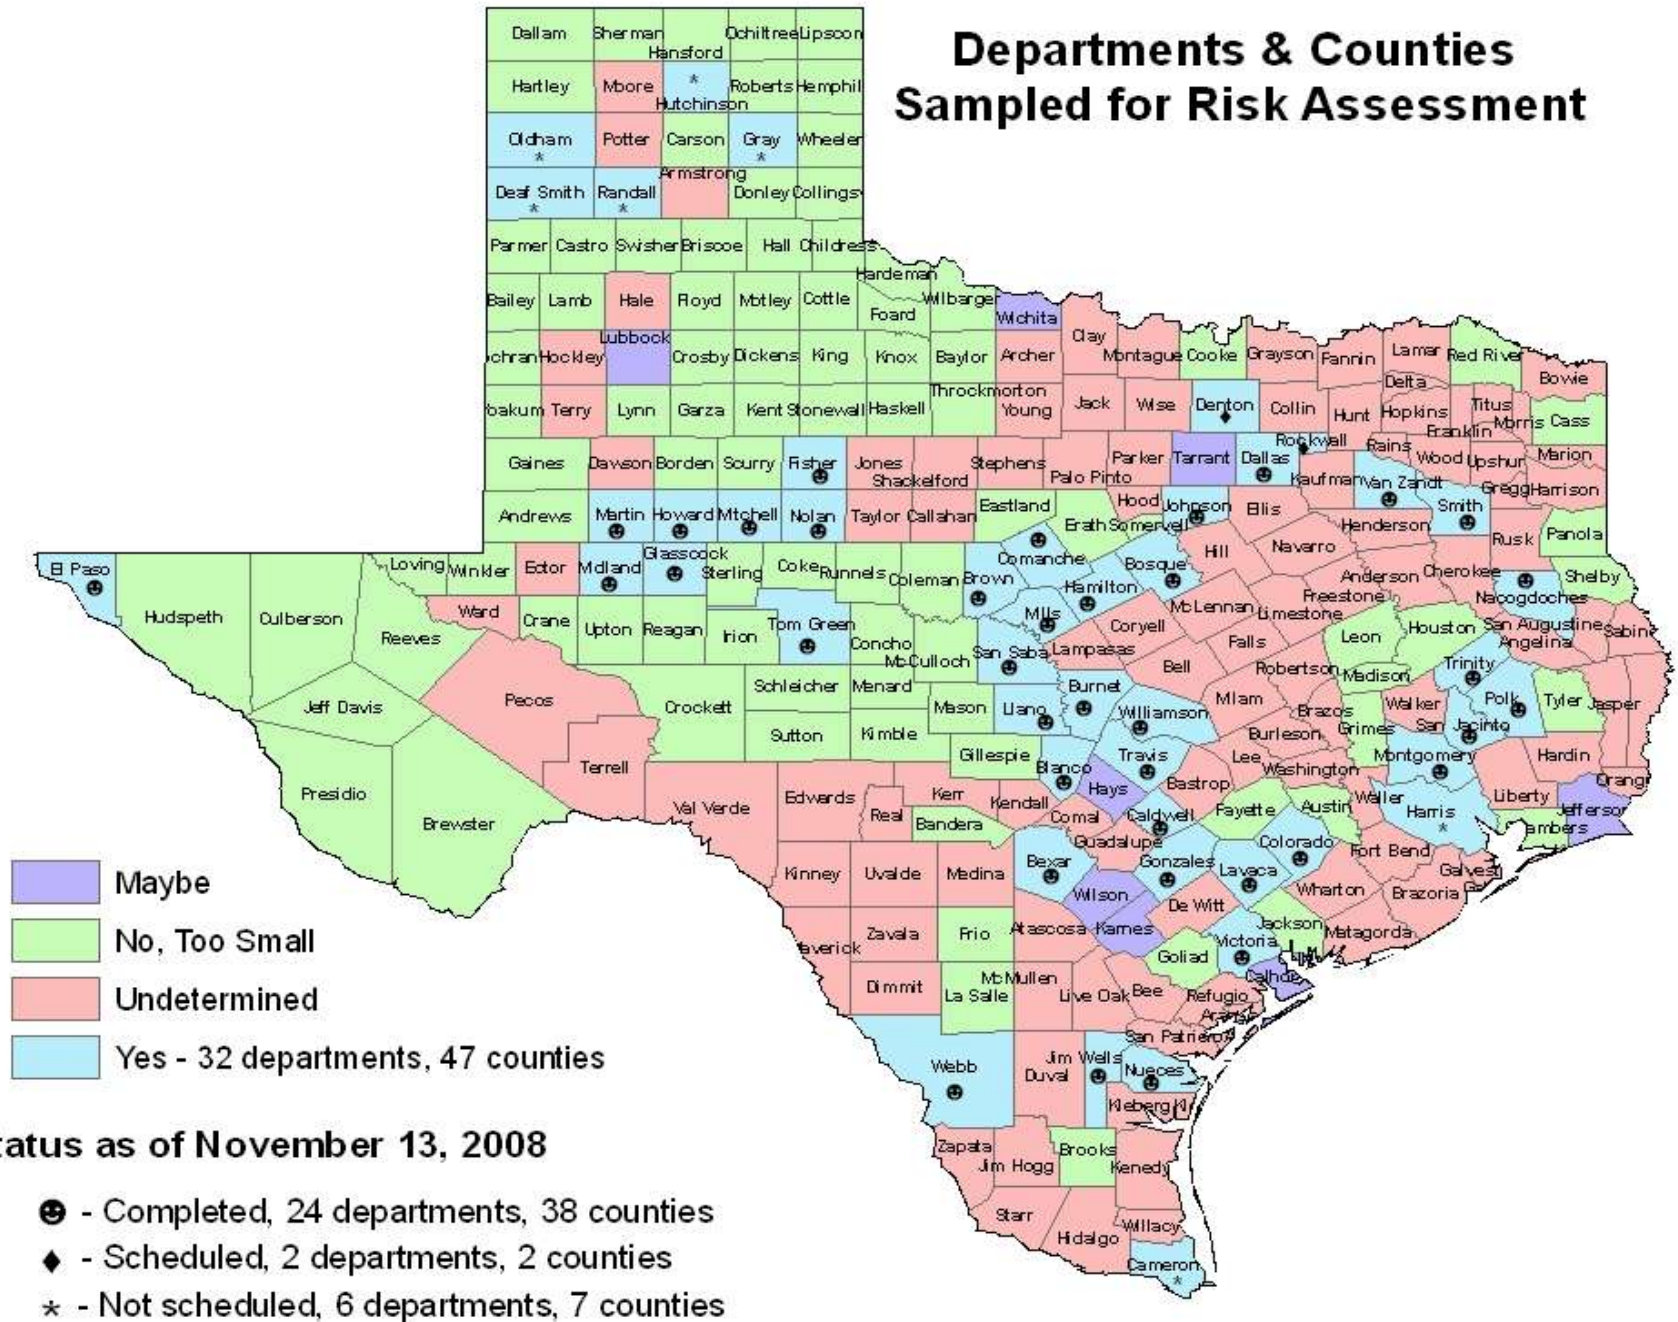 Departments & Counties
Sampled for Risk Assessment
Dallam Sherman Hansford Ochiltree Lipscon
Hartley Moore * Hutchinson Roberts Hemphil
Oldham * Potter Carson Gray * Wheeler
Deaf Smith * Randall * Armstrong Donley Collings
Parmer Castro Swisher Briscoe Hall Childress
Hardeman
Bailey Lamb Hale Floyd Motley Cottle Foard Wilbarger Wichita
Clay Montague Cooke Grayson Fannin Lamar Red River Bowie
ochran Hockley Lubbock Crosby Dickens King Knox Baylor Archer
Delta
oakum Terry Lynn Garza Kent Stonewall Haskell Throckmorton Young Jack Wise Denton Collin Hunt Hopkins Franklin Titus Morris Cass
Gaines Dawson Borden Scurry Fisher Jones Shackelford Stephens Palo Pinto Parker Tarrant Dallas Rockwall Kaufman Rains Van Zandt Wood Upshur Marion
Gregg Harrison
Andrews Martin Howard Mitchell Nolan Taylor Callahan Eastland Erath Hood Somervell Johnson Ellis Henderson Smith Rusk Panola
El Paso Hudspeth Culberson Loving Winkler Ector Midland Glasscock Sterling Coke Runnels Coleman Brown Comanche Hamilton Bosque Hill Navarro Anderson Cherokee Nacogdoches Shelby
Reeves Ward Crane Upton Reagan Irion Tom Green Concho McCulloch Mills San Saba Lampasas Coryell McLennan Limestone Freestone Falls Leon Houston San Augustine Angelina Sabine
Jeff Davis Pecos Crockett Schleicher Menard Mason Llano Burnet Bell Milam Robertson Madison Trinity Polk Tyler Jasper
Sutton Kimble Gillespie Williamson Brazos Grimes Walker San Jacinto
Presidio Brewster Terrell Val Verde Edwards Real Kerr Bandera Kendall Blanco Hays Travis Bastrop Lee Burleson Washington Montgomery Hardin Orang
Comal Caldwell Fayette Austin Waller Harris * Liberty Jefferson ambers
Kinney Uvalde Medina Bexar Guadalupe Gonzales Lavaca Colorado Fort Bend Galvest
Wilson Wharton Brazoria
averick Zavala Frio Atascosa Karnes De Witt Goliad Victoria Jackson Matagorda
Dimmit La Salle McMullen Live Oak Bee Refugio Calho
San Patricio
Webb Duval Jim Wells Nueces
Kleberg Kl
Zapata Jim Hogg Brooks Kenedy
Starr Hidalgo Willacy
Cameron *
Maybe
No, Too Small
Undetermined
Yes - 32 departments, 47 counties
tatus as of November 13, 2008
- Completed, 24 departments, 38 counties
- Scheduled, 2 departments, 2 counties
* - Not scheduled, 6 departments, 7 counties